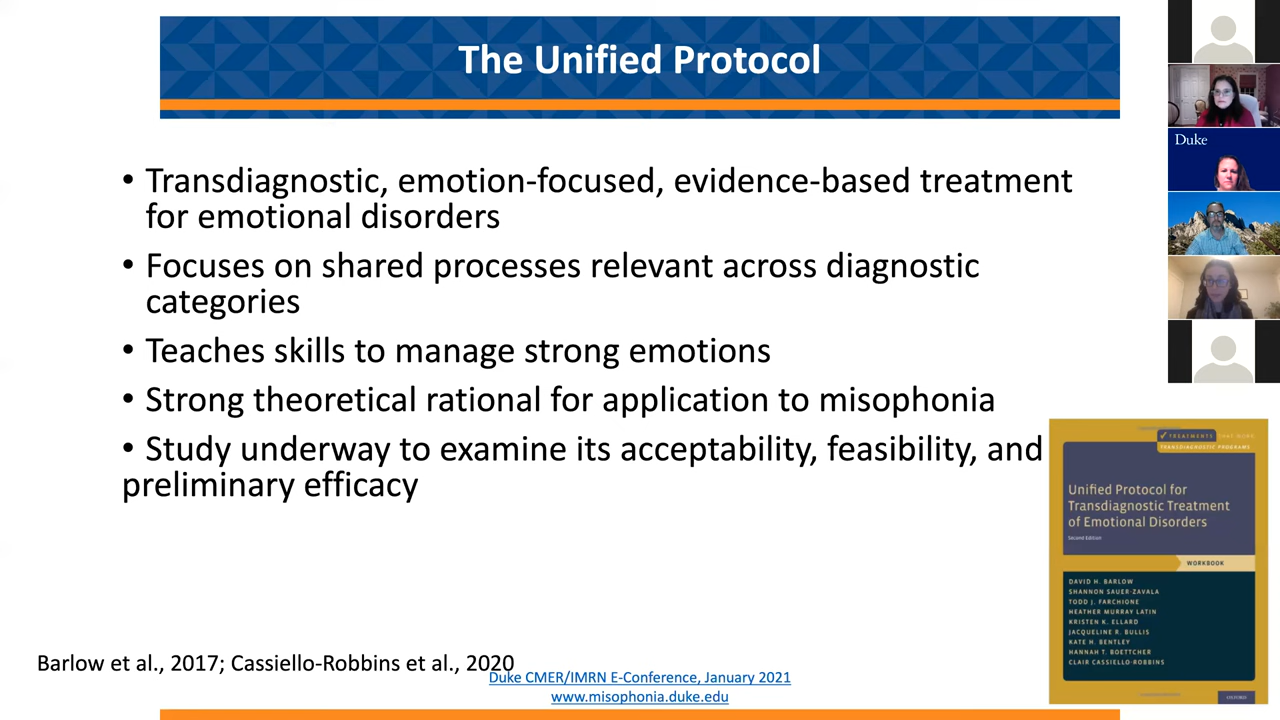 The Unified Protocol
• Transdiagnostic, emotion-focused, evidence-based treatment
for emotional disorders
• Focuses on shared processes relevant across diagnostic
categories
• Teaches skills to manage strong emotions
• Strong theoretical rational for application to misophonia
• Study underway to examine its acceptability, feasibility, and
preliminary efficacy
Barlow et al., 2017; Cassiello-Robbins et al., 2020
Duke CMER/IMRN E-Conference, January 2021
www.misophonia.duke.edu
Duke
✓ TREATMENTS THAT WORK
TRANSDIAGNOSTIC PROGRAMS
Unified Protocol for
Transdiagnostic Treatment
of Emotional Disorders
Second Edition
WORKBOOK
DAVID H. BARLOW
SHANNON SAUER-ZAVALA
TODD J. FARCHIONE
HEATHER MURRAY LATIN
KRISTEN K. ELLARD
JACQUELINE R. BULLIS
KATE H. BENTLEY
HANNAH T. BOETTCHER
CLAIR CASSIELLO-ROBBINS
OXFORD